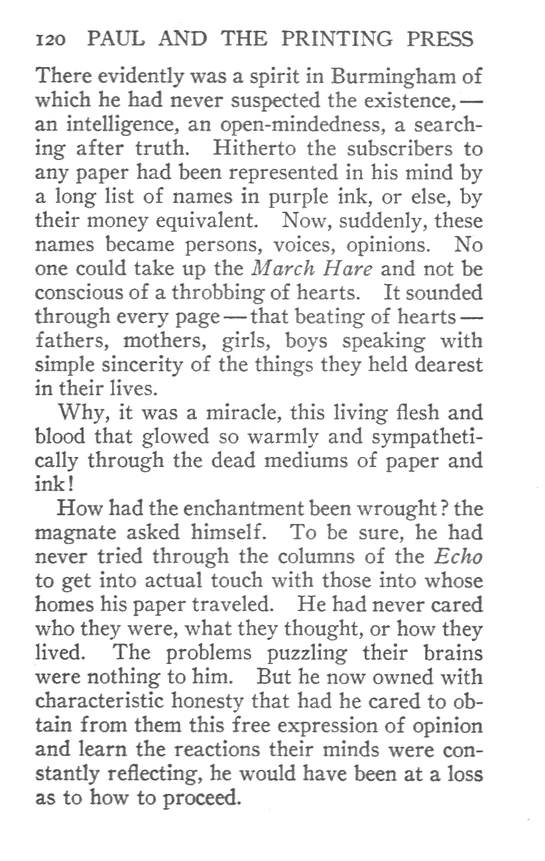 120 PAUL AND THE PRINTING PRESS
There evidently was a spirit in Burmingham of
which he had never suspected the existence,—
an intelligence, an open-mindedness, a search-
ing after truth. Hitherto the subscribers to
any paper had been represented in his mind by
a long list of names in purple ink, or else, by
their money equivalent. Now, suddenly, these
names became persons, voices, opinions. No
one could take up the March Hare and not be
conscious of a throbbing of hearts. It sounded
through every page—that beating of hearts—
fathers, mothers, girls, boys speaking with
simple sincerity of the things they held dearest
in their lives.
Why, it was a miracle, this living flesh and
blood that glowed so warmly and sympatheti-
cally through the dead mediums of paper and
ink!
How had the enchantment been wrought? the
magnate asked himself. To be sure, he had
never tried through the columns of the Echo
to get into actual touch with those into whose
homes his paper traveled. He had never cared
who they were, what they thought, or how they
lived. The problems puzzling their brains
were nothing to him. But he now owned with
characteristic honesty that had he cared to ob-
tain from them this free expression of opinion
and learn the reactions their minds were con-
stantly reflecting, he would have been at a loss
as to how to proceed.